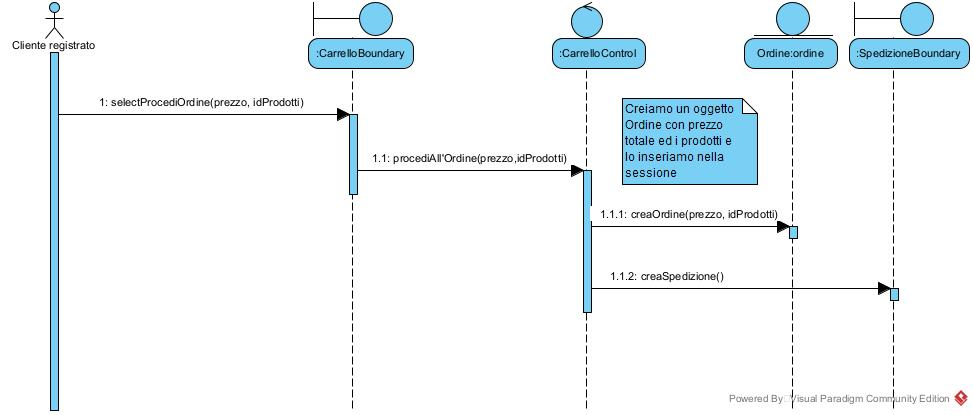 Cliente registrato
:CarrelloBoundary
:CarrelloControl
Ordine:ordine
:SpedizioneBoundary
1: selectProcediOrdine(prezzo, idProdotti)
Creiamo un oggetto
Ordine con prezzo
totale ed i prodotti e
lo inseriamo nella
sessione
1.1: procediAll'Ordine(prezzo,idProdotti)
1.1.1: creaOrdine(prezzo, idProdotti)
1.1.2: creaSpedizione()
Powered By Visual Paradigm Community Edition